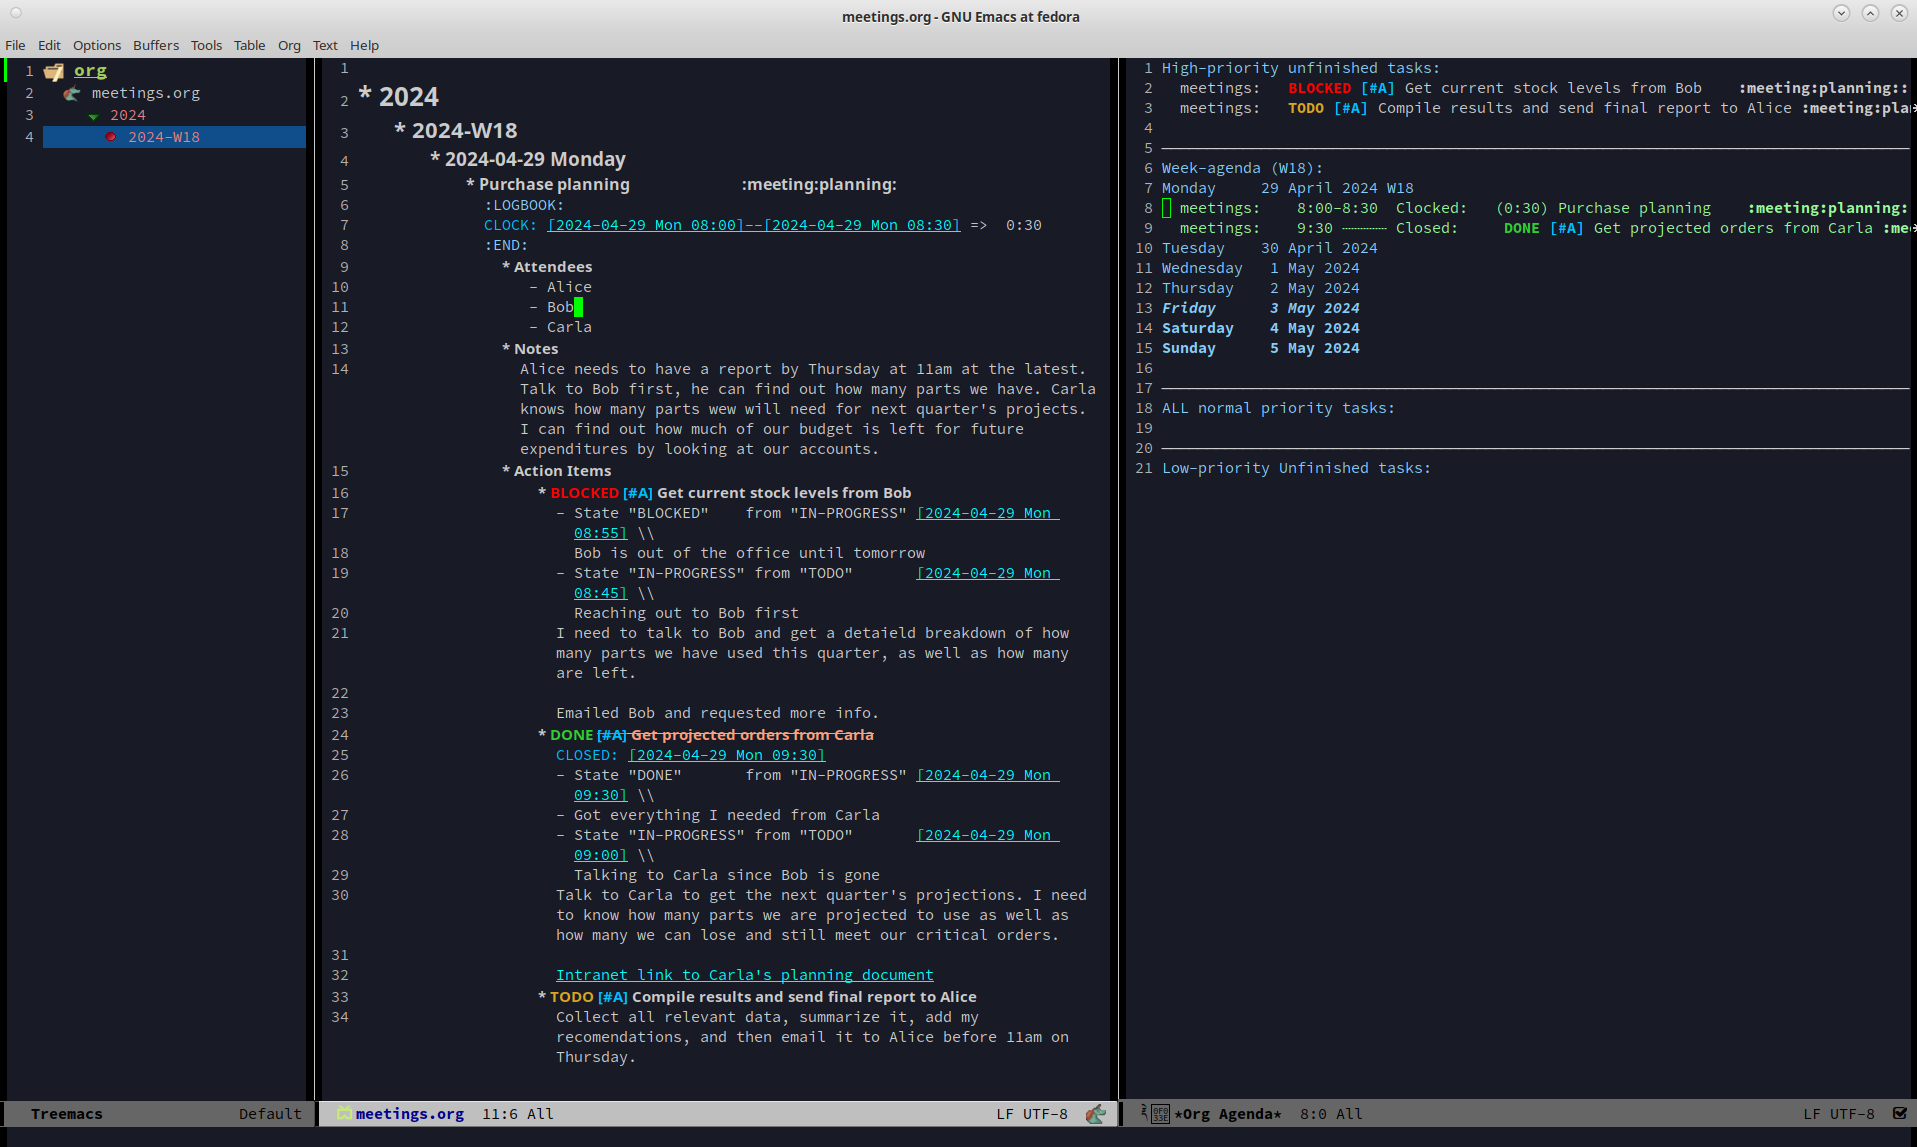 meetings.org - GNU Emacs at fedora
File Edit Options Buffers Tools Table Org Text Help
1 org
2 meetings.org
3 2024
4 2024-W18
Treemacs Default
1
2 * 2024
3 * 2024-W18
4 * 2024-04-29 Monday
5 * Purchase planning :meeting:planning:
6 :LOGBOOK:
7 CLOCK: [2024-04-29 Mon 08:00]--[2024-04-29 Mon 08:30] => 0:30
8 :END:
9 * Attendees
10 - Alice
11 - Bob
12 - Carla
13 * Notes
14 Alice needs to have a report by Thursday at 11am at the latest.
Talk to Bob first, he can find out how many parts we have. Carla
knows how many parts wew will need for next quarter's projects.
I can find out how much of our budget is left for future
expenditures by looking at our accounts.
15 * Action Items
16 * BLOCKED [#A] Get current stock levels from Bob
17 - State "BLOCKED" from "IN-PROGRESS" [2024-04-29 Mon
08:55] \\
18 Bob is out of the office until tomorrow
19 - State "IN-PROGRESS" from "TODO" [2024-04-29 Mon
08:45] \\
20 Reaching out to Bob first
21 I need to talk to Bob and get a detaield breakdown of how
many parts we have used this quarter, as well as how many
are left.
22
23 Emailed Bob and requested more info.
24 * DONE [#A] Get projected orders from Carla
25 CLOSED: [2024-04-29 Mon 09:30]
26 - State "DONE" from "IN-PROGRESS" [2024-04-29 Mon
09:30] \\
27 - Got everything I needed from Carla
28 - State "IN-PROGRESS" from "TODO" [2024-04-29 Mon
09:00] \\
29 Talking to Carla since Bob is gone
30 Talk to Carla to get the next quarter's projections. I need
to know how many parts we are projected to use as well as
how many we can lose and still meet our critical orders.
31
32 Intranet link to Carla's planning document
33 * TODO [#A] Compile results and send final report to Alice
34 Collect all relevant data, summarize it, add my
recomendations, and then email it to Alice before 11am on
Thursday.
meetings.org 11:6 All LF UTF-8
1 High-priority unfinished tasks:
2 meetings: BLOCKED [#A] Get current stock levels from Bob :meeting:planning::
3 meetings: TODO [#A] Compile results and send final report to Alice :meeting:pla
4
5
6 Week-agenda (W18):
7 Monday 29 April 2024 W18
8 meetings: 8:00-8:30 Clocked: (0:30) Purchase planning :meeting:planning:
9 meetings: 9:30 Closed: DONE [#A] Get projected orders from Carla :me
10 Tuesday 30 April 2024
11 Wednesday 1 May 2024
12 Thursday 2 May 2024
13 Friday 3 May 2024
14 Saturday 4 May 2024
15 Sunday 5 May 2024
16
17
18 ALL normal priority tasks:
19
20
21 Low-priority Unfinished tasks:
*Org Agenda* 8:0 All LF UTF-8